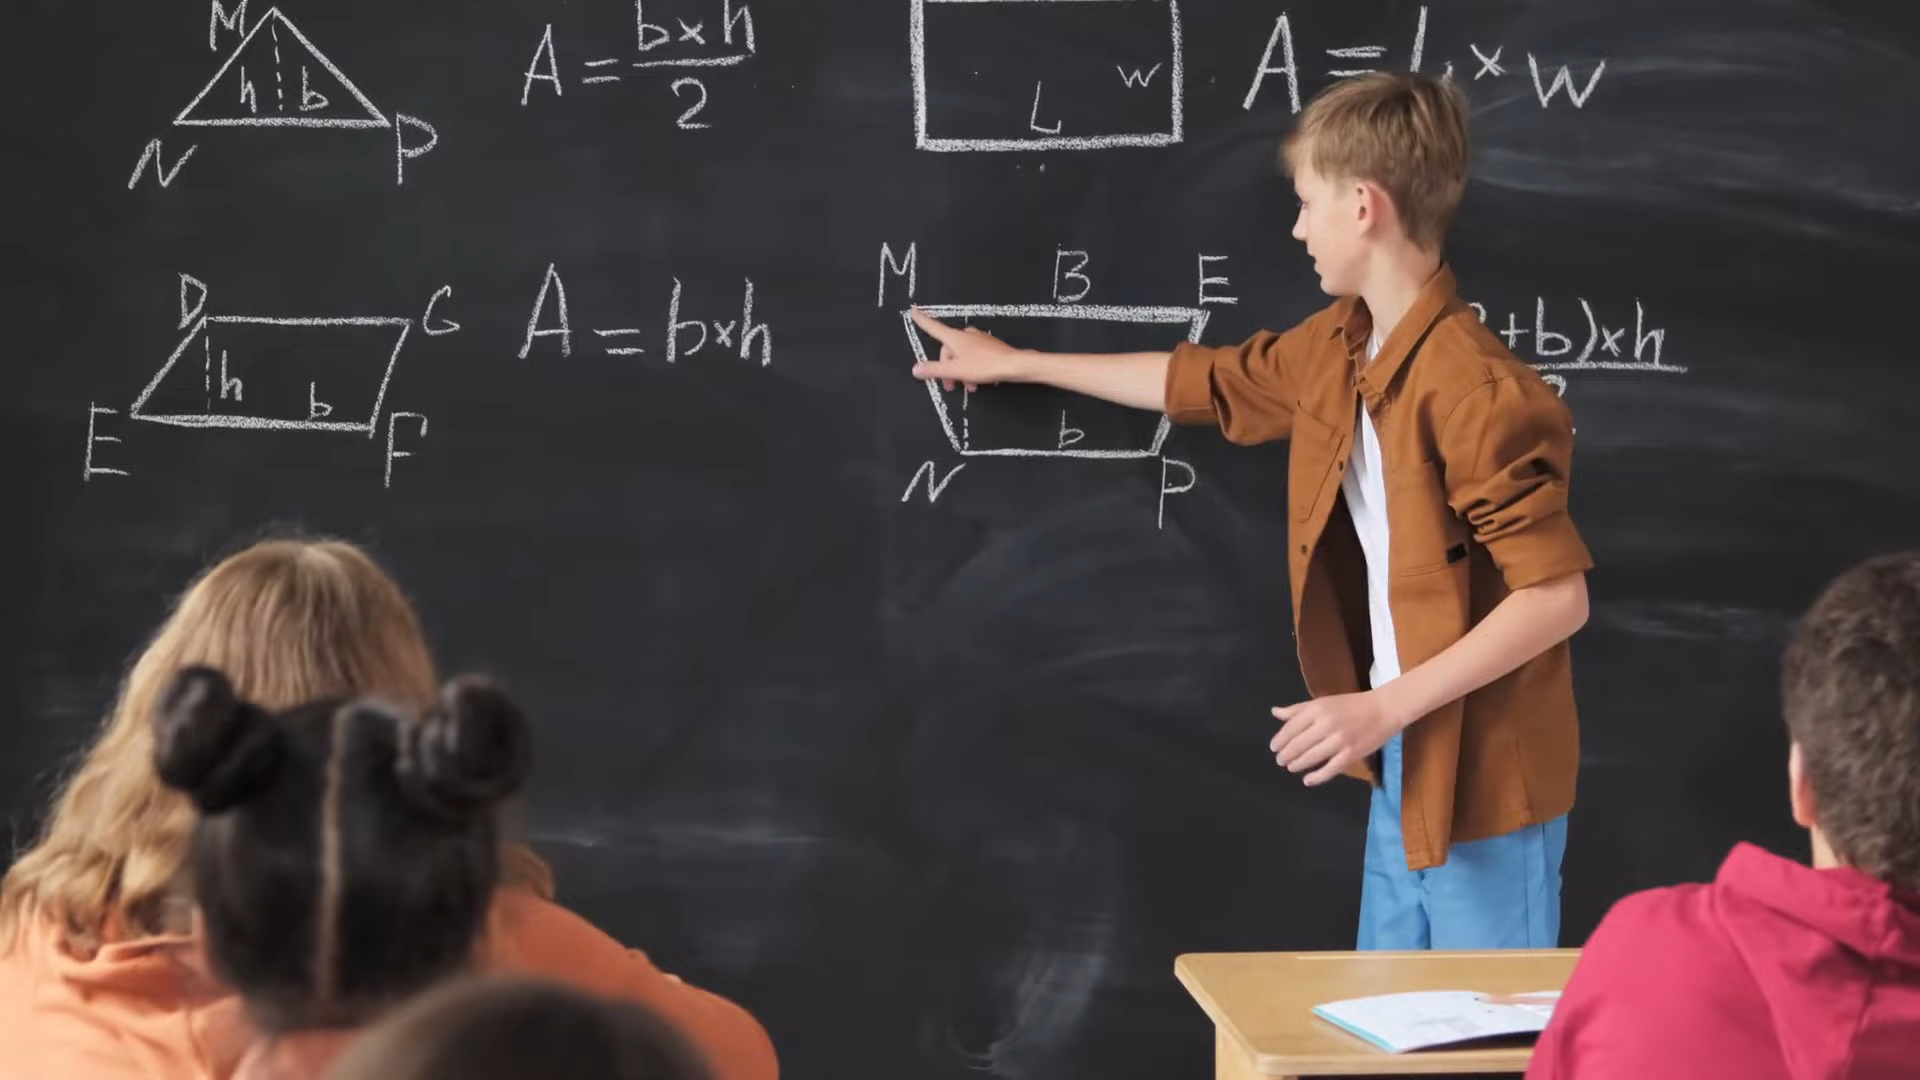 M
h b
N P
A = b×h/2
W
L
A = L × W
D G
h
b
E F
A = b×h
M B E
b
N P
+b)×h